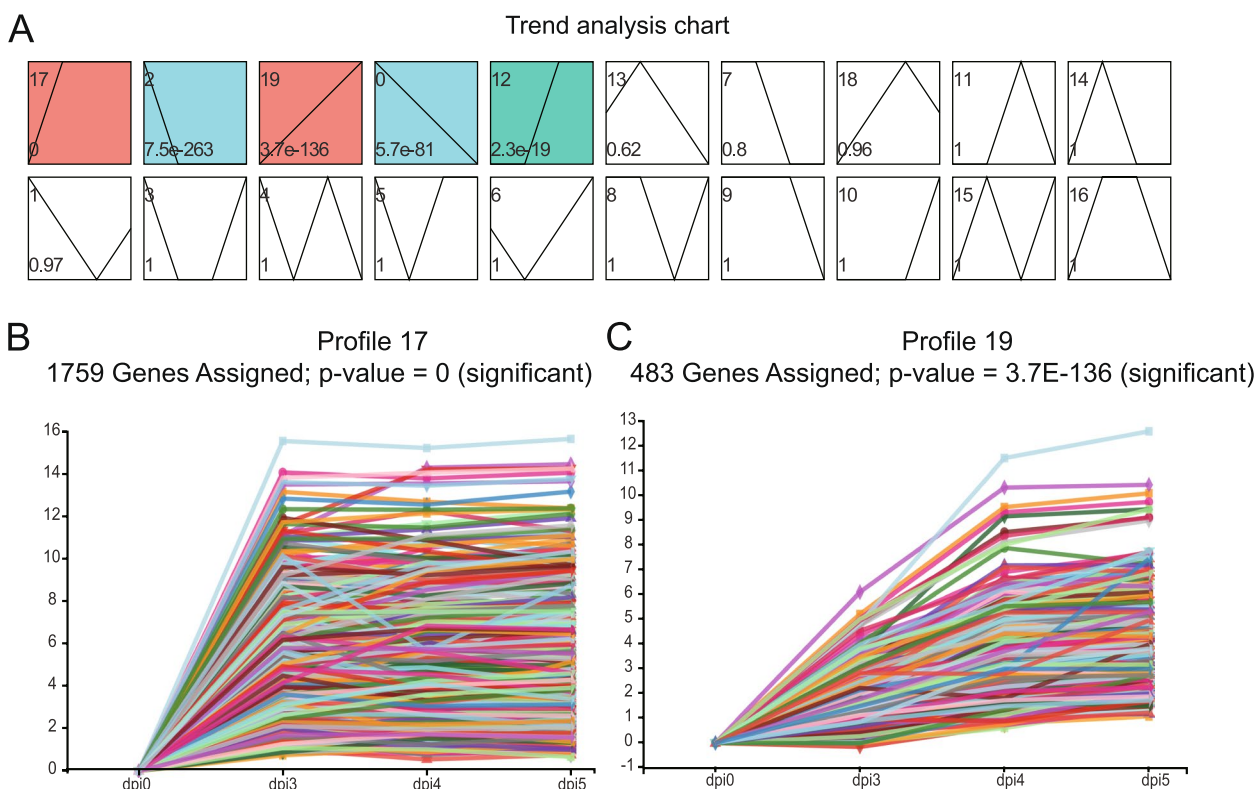 A
Trend analysis chart
17 2 19 0 12 13 7 18 11 14
0 7.5e-263 3.7e-136 5.7e-81 2.3e-19 0.62 0.8 0.96 1 1
1 3 4 5 6 8 9 10 15 16
0.97 1 1 1 1 1 1 1 1 1
B
Profile 17
1759 Genes Assigned; p-value = 0 (significant)
16
14
12
10
8
6
4
2
0
dpi0 dpi3 dpi4 dpi5
C
Profile 19
483 Genes Assigned; p-value = 3.7E-136 (significant)
13
12
11
10
9
8
7
6
5
4
3
2
1
0
-1
dpi0 dpi3 dpi4 dpi5